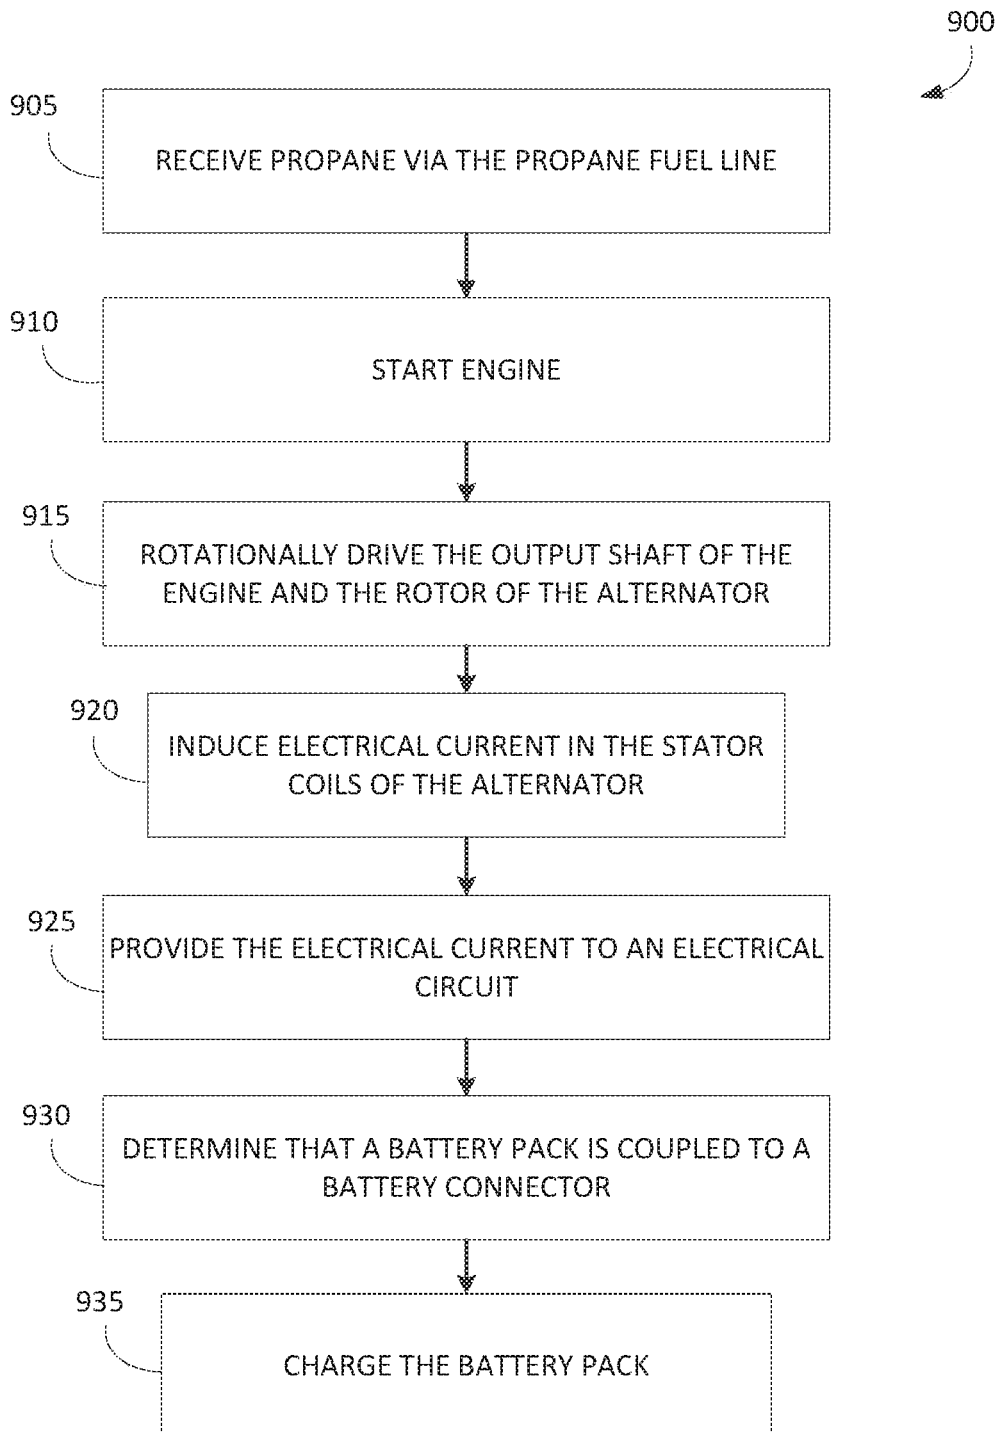 900
905
RECEIVE PROPANE VIA THE PROPANE FUEL LINE
910
START ENGINE
915
ROTATIONALLY DRIVE THE OUTPUT SHAFT OF THE
ENGINE AND THE ROTOR OF THE ALTERNATOR
920
INDUCE ELECTRICAL CURRENT IN THE STATOR
COILS OF THE ALTERNATOR
925
PROVIDE THE ELECTRICAL CURRENT TO AN ELECTRICAL
CIRCUIT
930
DETERMINE THAT A BATTERY PACK IS COUPLED TO A
BATTERY CONNECTOR
935
CHARGE THE BATTERY PACK